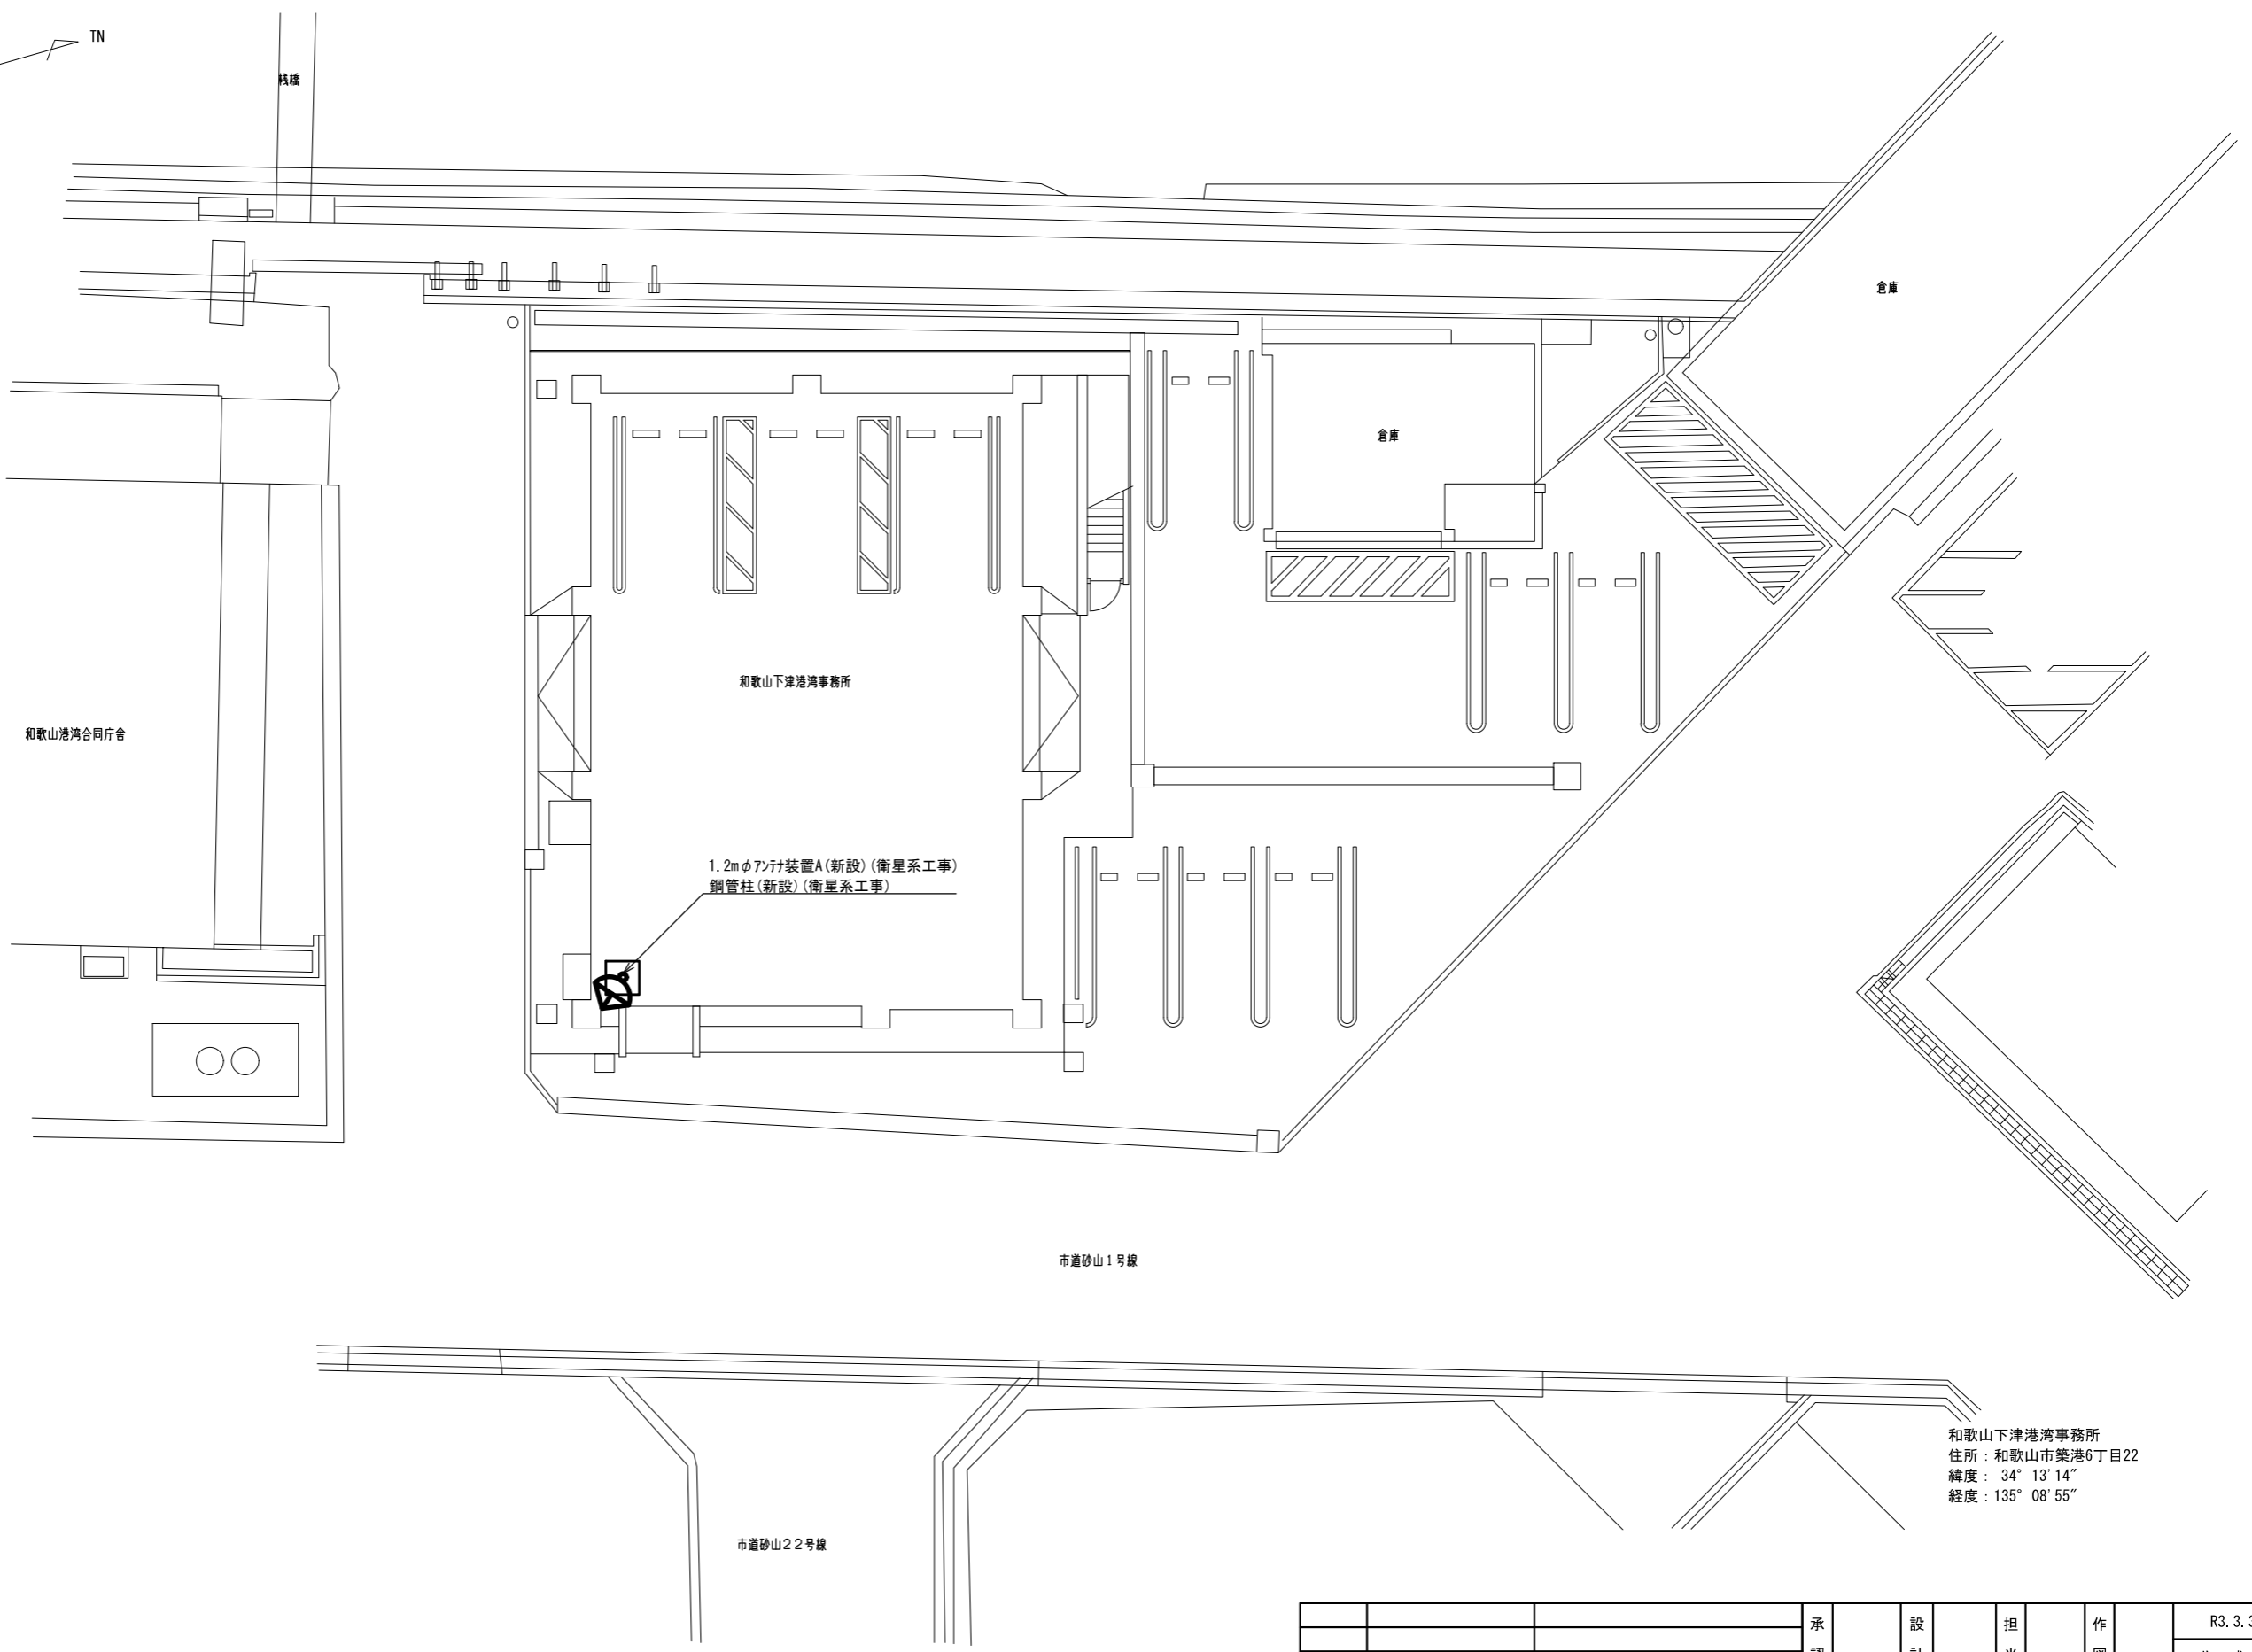 TN
桟橋
倉庫
倉庫
和歌山下津港湾事務所
和歌山港湾合同庁舎
1.2mφアンテナ装置A(新設)(衛星系工事)
鋼管柱(新設)(衛星系工事)
市道砂山1号線
和歌山下津港湾事務所
住所：和歌山市築港6丁目22
緯度： 34°13'14″
経度：135°08'55″
市道砂山22号線
承 設 担 作 R3.3.3